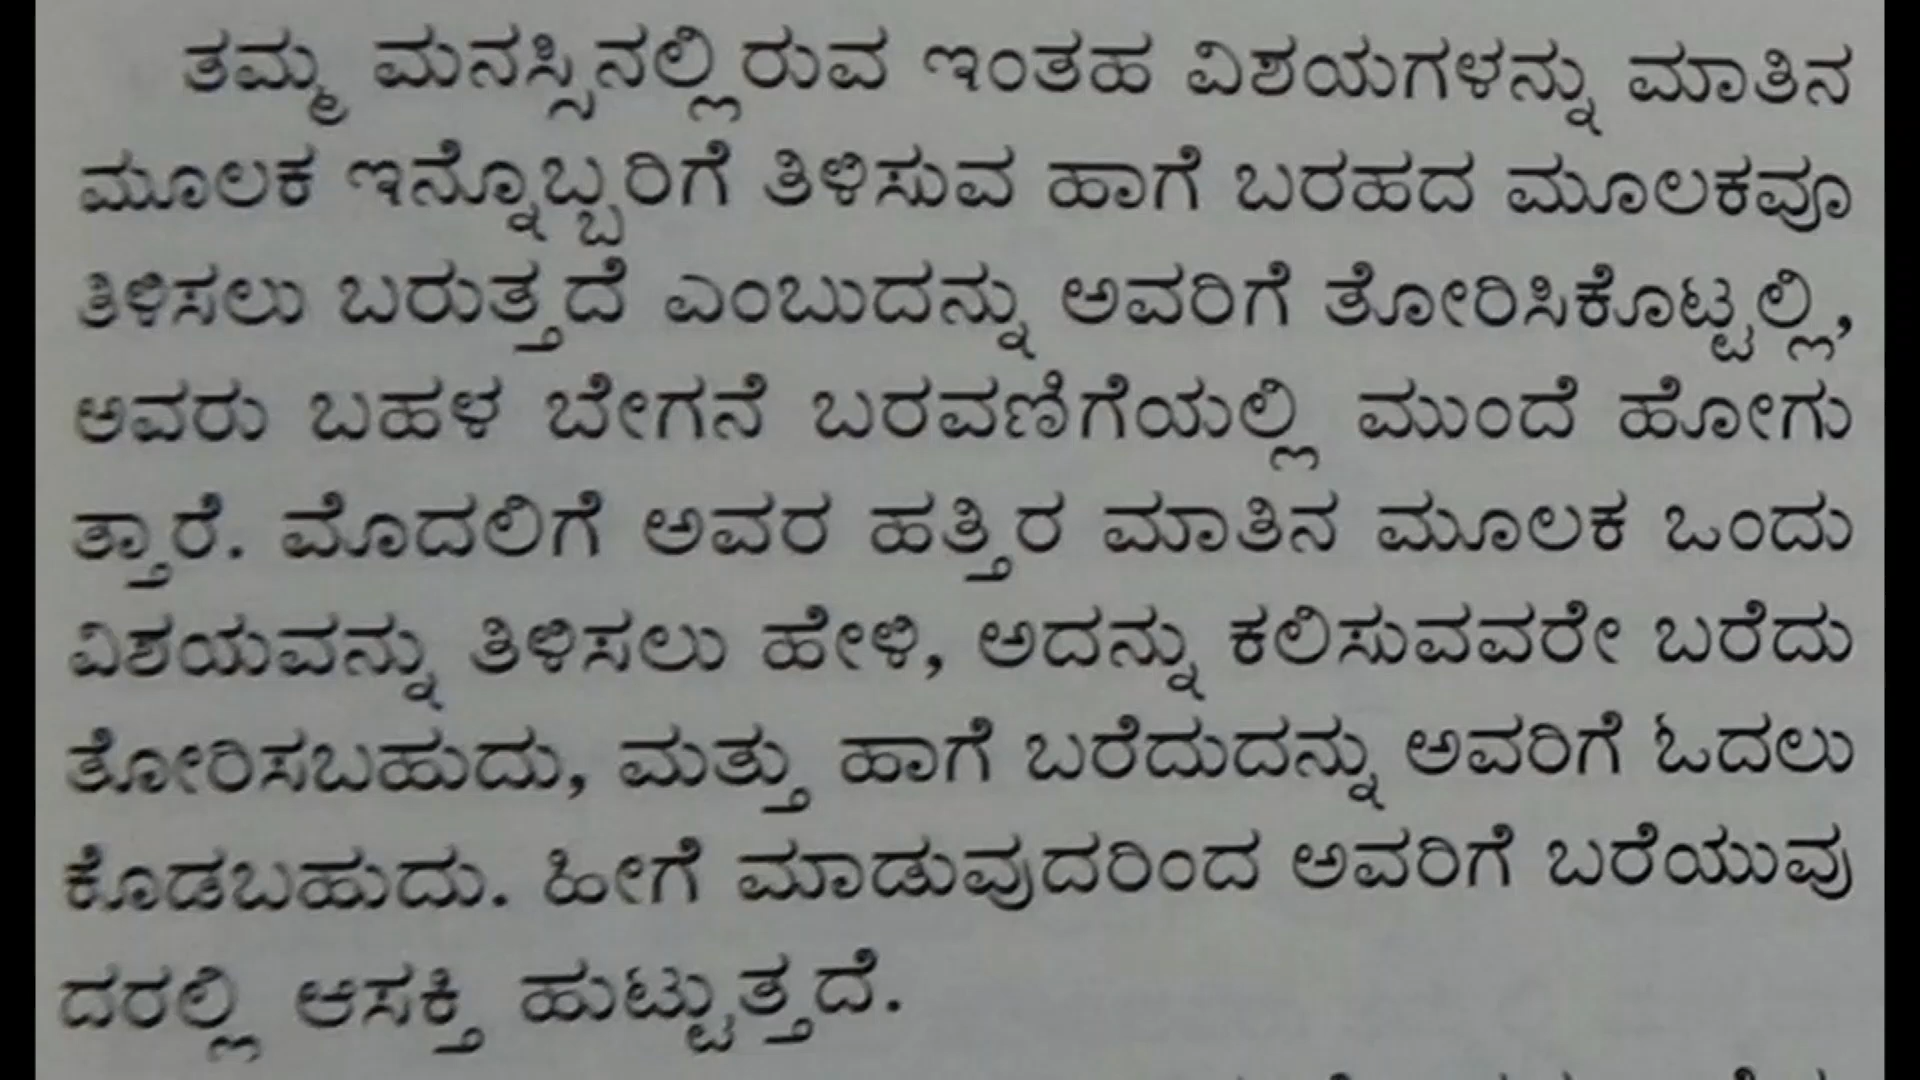 ತಮ್ಮ ಮನಸ್ಸಿನಲ್ಲಿರುವ ಇಂತಹ ವಿಶಯಗಳನ್ನು ಮಾತಿನ
ಮೂಲಕ ಇನ್ನೊಬ್ಬರಿಗೆ ತಿಳಿಸುವ ಹಾಗೆ ಬರಹದ ಮೂಲಕವೂ
ತಿಳಿಸಲು ಬರುತ್ತದೆ ಎಂಬುದನ್ನು ಅವರಿಗೆ ತೋರಿಸಿಕೊಟ್ಟಲ್ಲಿ,
ಅವರು ಬಹಳ ಬೇಗನೆ ಬರವಣಿಗೆಯಲ್ಲಿ ಮುಂದೆ ಹೋಗು
ತ್ತಾರೆ. ಮೊದಲಿಗೆ ಅವರ ಹತ್ತಿರ ಮಾತಿನ ಮೂಲಕ ಒಂದು
ವಿಶಯವನ್ನು ತಿಳಿಸಲು ಹೇಳಿ, ಅದನ್ನು ಕಲಿಸುವವರೇ ಬರೆದು
ತೋರಿಸಬಹುದು, ಮತ್ತು ಹಾಗೆ ಬರೆದುದನ್ನು ಅವರಿಗೆ ಓದಲು
ಕೊಡಬಹುದು. ಹೀಗೆ ಮಾಡುವುದರಿಂದ ಅವರಿಗೆ ಬರೆಯುವು
ದರಲ್ಲಿ ಆಸಕ್ತಿ ಹುಟ್ಟುತ್ತದೆ.